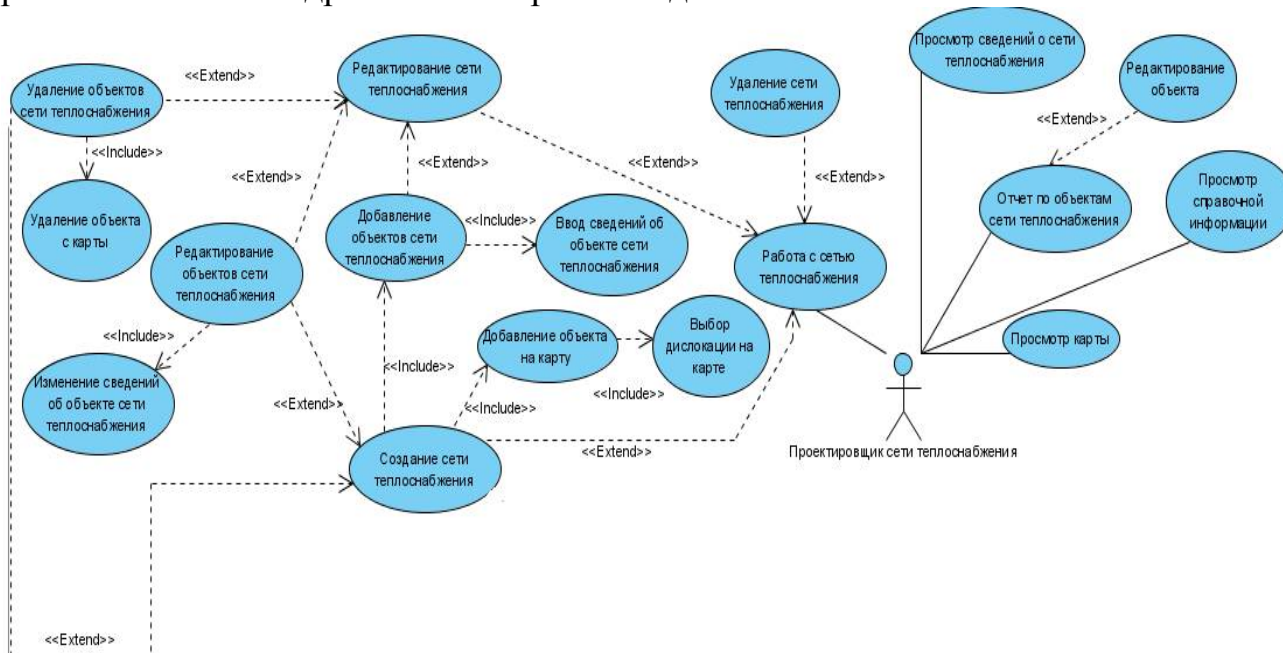 <<Extend>>
Удаление объектов
сети теплоснабжения
<<Include>>
Удаление объекта
с карты
Редактирование сети
теплоснабжения
<<Extend>>
<<Extend>>
Редактирование
объектов сети
теплоснабжения
<<Include>>
Изменение сведений
об объекте сети
теплоснабжения
Добавление
объектов сети
теплоснабжения
<<Include>>
Ввод сведений об
объекте сети
теплоснабжения
<<Extend>>
Удаление сети
теплоснабжения
<<Extend>>
Работа с сетью
теплоснабжения
<<Include>>
Добавление объекта
на карту
<<Include>>
Выбор
дислокации на
карте
<<Include>>
<<Extend>>
Создание сети
теплоснабжения
<<Extend>>
<<Extend>>
Просмотр сведений о сети
теплоснабжения
Редактирование
объекта
<<Extend>>
Отчет по объектам
сети теплоснабжения
Просмотр
справочной
информации
Просмотр карты
Проектировщик сети теплоснабжения